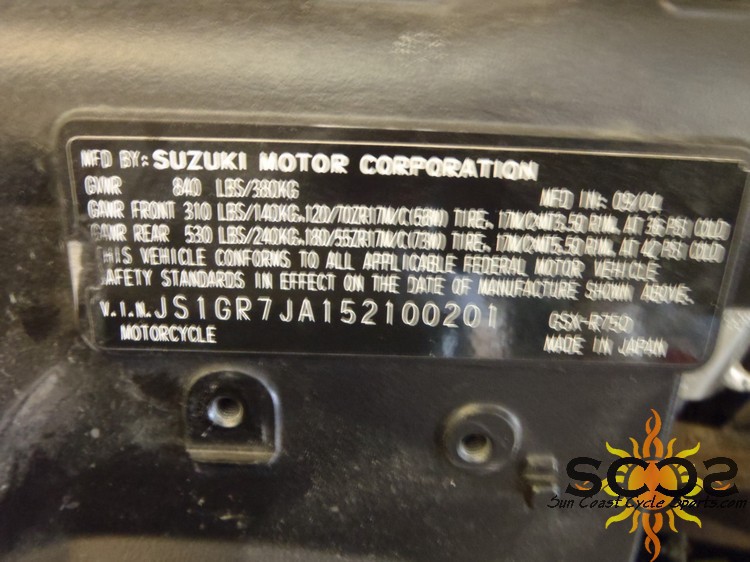 MFD BY: SUZUKI MOTOR CORPORATION
GVWR 840 LBS/380KG MFD IN: 09/04
GAWR FRONT 310 LBS/140KG, 120/70ZR17M/C(58W) TIRE, 17M/CXMT3.50 RIM, AT 36 PSI COLD
GAWR REAR 530 LBS/240KG, 180/55ZR17M/C(73W) TIRE, 17M/CXMT5.50 RIM, AT 42 PSI COLD
THIS VEHICLE CONFORMS TO ALL APPLICABLE FEDERAL MOTOR VEHICLE
SAFETY STANDARDS IN EFFECT ON THE DATE OF MANUFACTURE SHOWN ABOVE.
V.I.N. JS1GR7JA152100201 GSX-R750
MOTORCYCLE MADE IN JAPAN
SCCS
Sun Coast Cycle Sports.com